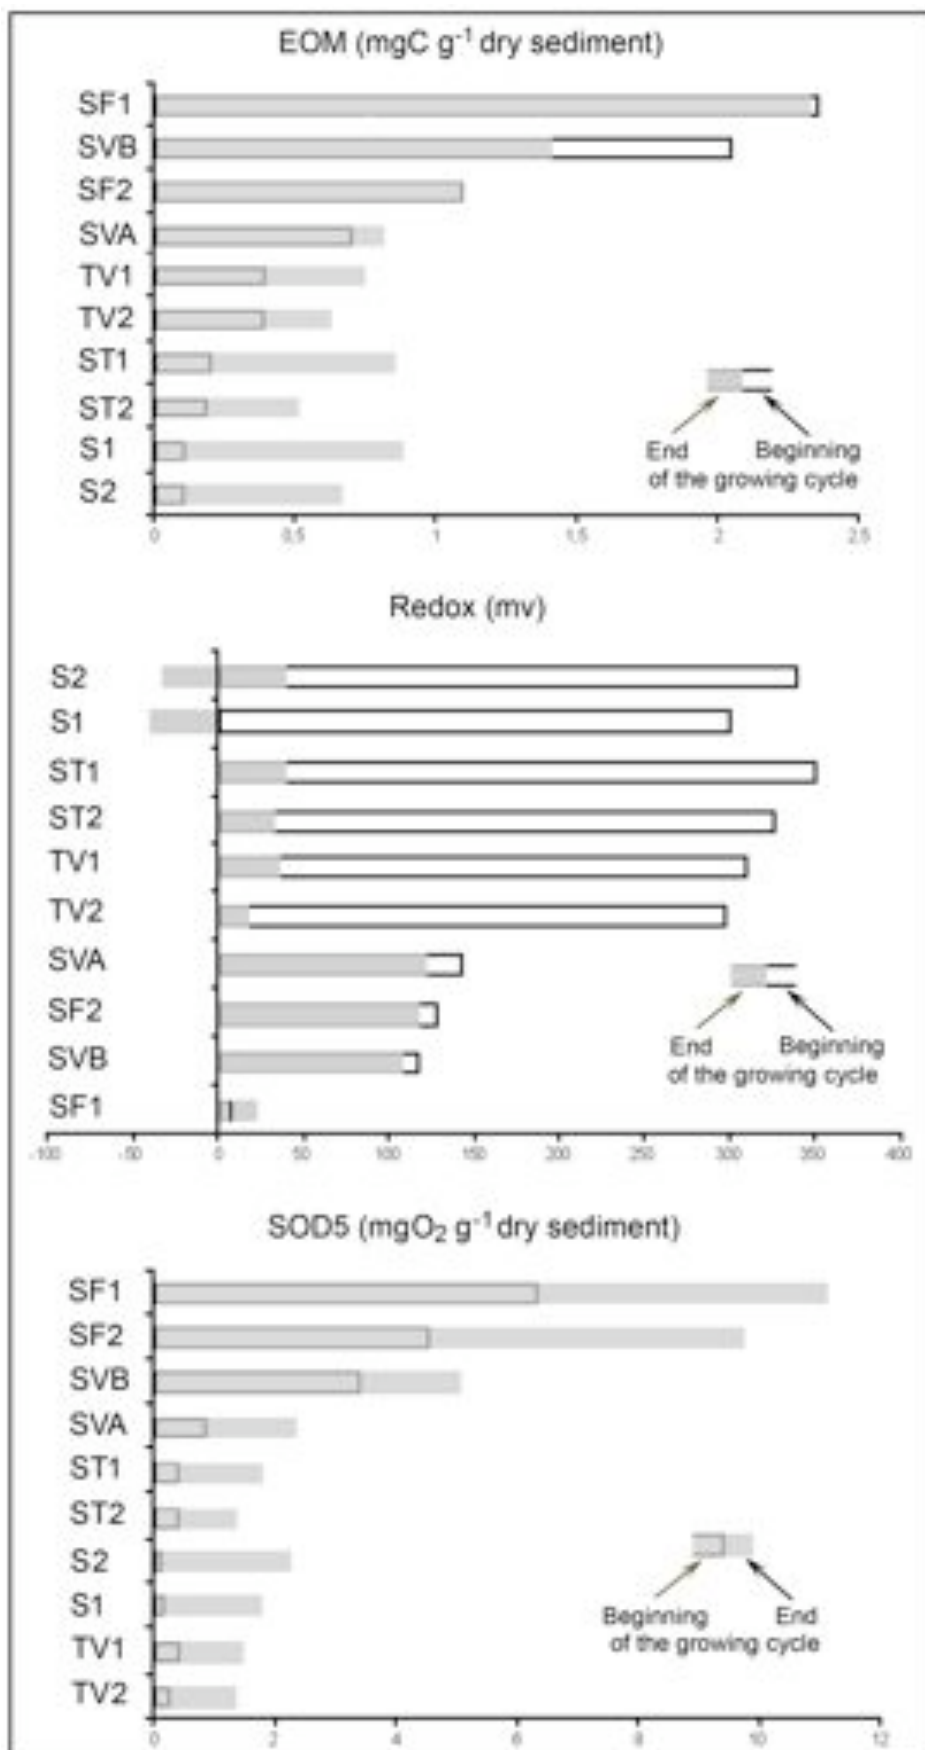 EOM (mgC g⁻¹ dry sediment)
SF1
SVB
SF2
SVA
TV1
TV2
ST1
ST2
S1
S2
End Beginning
of the growing cycle
0 0,5 1 1,5 2 2,5
Redox (mv)
S2
S1
ST1
ST2
TV1
TV2
SVA
SF2
SVB
SF1
End Beginning
of the growing cycle
-100 -50 0 50 100 150 200 250 300 350 400
SOD5 (mgO₂ g⁻¹ dry sediment)
SF1
SF2
SVB
SVA
ST1
ST2
S2
S1
TV1
TV2
Beginning End
of the growing cycle
0 2 4 6 8 10 12